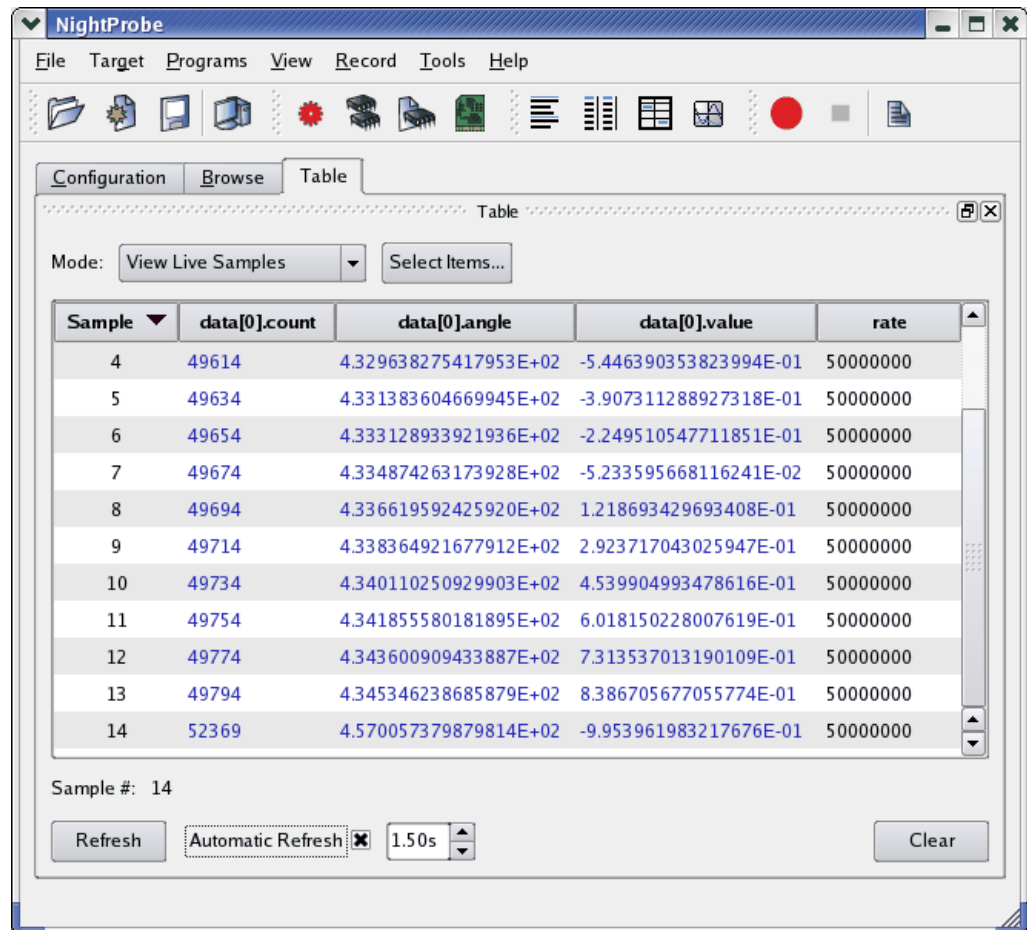 NightProbe
File Target Programs View Record Tools Help
Configuration Browse Table
Table
Mode: View Live Samples Select Items...
Sample data[0].count data[0].angle data[0].value rate
4 49614 4.329638275417953E+02 -5.446390353823994E-01 50000000
5 49634 4.331383604669945E+02 -3.907311288927318E-01 50000000
6 49654 4.333128933921936E+02 -2.249510547711851E-01 50000000
7 49674 4.334874263173928E+02 -5.233595668116241E-02 50000000
8 49694 4.336619592425920E+02 1.218693429693408E-01 50000000
9 49714 4.338364921677912E+02 2.923717043025947E-01 50000000
10 49734 4.340110250929903E+02 4.539904993478616E-01 50000000
11 49754 4.341855580181895E+02 6.018150228007619E-01 50000000
12 49774 4.343600909433887E+02 7.313537013190109E-01 50000000
13 49794 4.345346238685879E+02 8.386705677055774E-01 50000000
14 52369 4.570057379879814E+02 -9.953961983217676E-01 50000000
Sample #: 14
Refresh Automatic Refresh 1.50s Clear